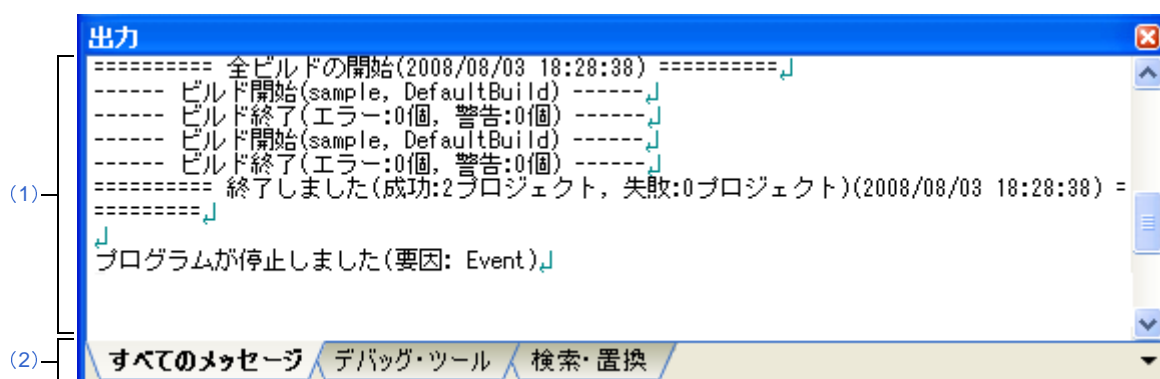 出力
========== 全ビルドの開始(2008/08/03 18:28:38) ==========↲
------ ビルド開始(sample, DefaultBuild) ------↲
------ ビルド終了(エラー:0個, 警告:0個) ------↲
------ ビルド開始(sample, DefaultBuild) ------↲
------ ビルド終了(エラー:0個, 警告:0個) ------↲
========== 終了しました(成功:2プロジェクト, 失敗:0プロジェクト)(2008/08/03 18:28:38) =
=========↲
↲
プログラムが停止しました(要因: Event)↲
(1)
(2)
すべてのメッセージ デバッグ・ツール 検索・置換